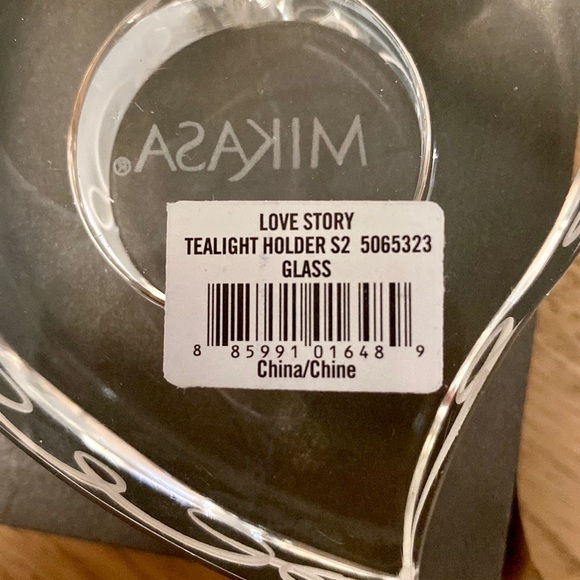 MIKASA®
LOVE STORY
TEALIGHT HOLDER S2 5065323
GLASS
8 85991 01648 9
China/Chine